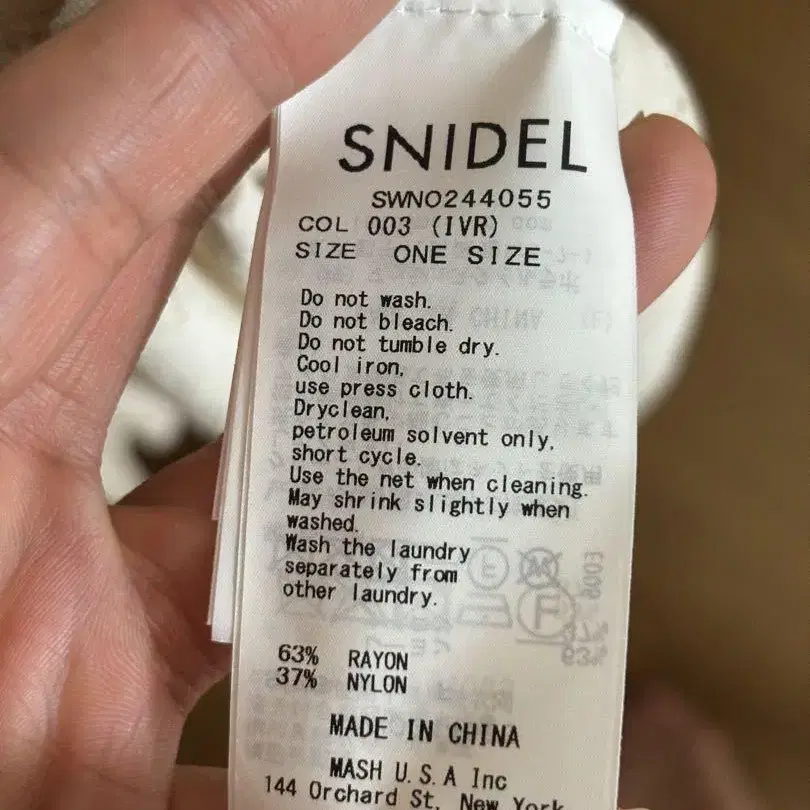 SNIDEL
SWNO244055
COL 003 (IVR)
SIZE ONE SIZE
Do not wash.
Do not bleach.
Do not tumble dry.
Cool iron,
use press cloth.
Dryclean,
petroleum solvent only,
short cycle.
Use the net when cleaning.
May shrink slightly when
washed.
Wash the laundry
separately from
other laundry.
63% RAYON
37% NYLON
MADE IN CHINA
MASH U.S.A Inc
144 Orchard St, New York